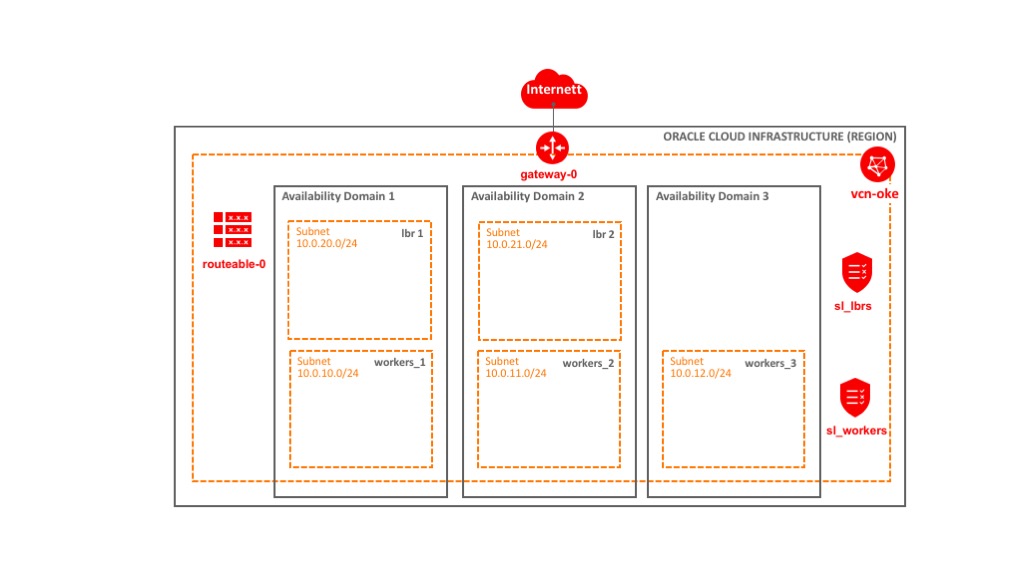 Internett
ORACLE CLOUD INFRASTRUCTURE (REGION)
gateway-0
vcn-oke
Availability Domain 1
Availability Domain 2
Availability Domain 3
x.x.x
x.x.x
x.x.x
routeable-0
Subnet
10.0.20.0/24
lbr 1
Subnet
10.0.21.0/24
lbr 2
sl_lbrs
Subnet
10.0.10.0/24
workers_1
Subnet
10.0.11.0/24
workers_2
Subnet
10.0.12.0/24
workers_3
sl_workers